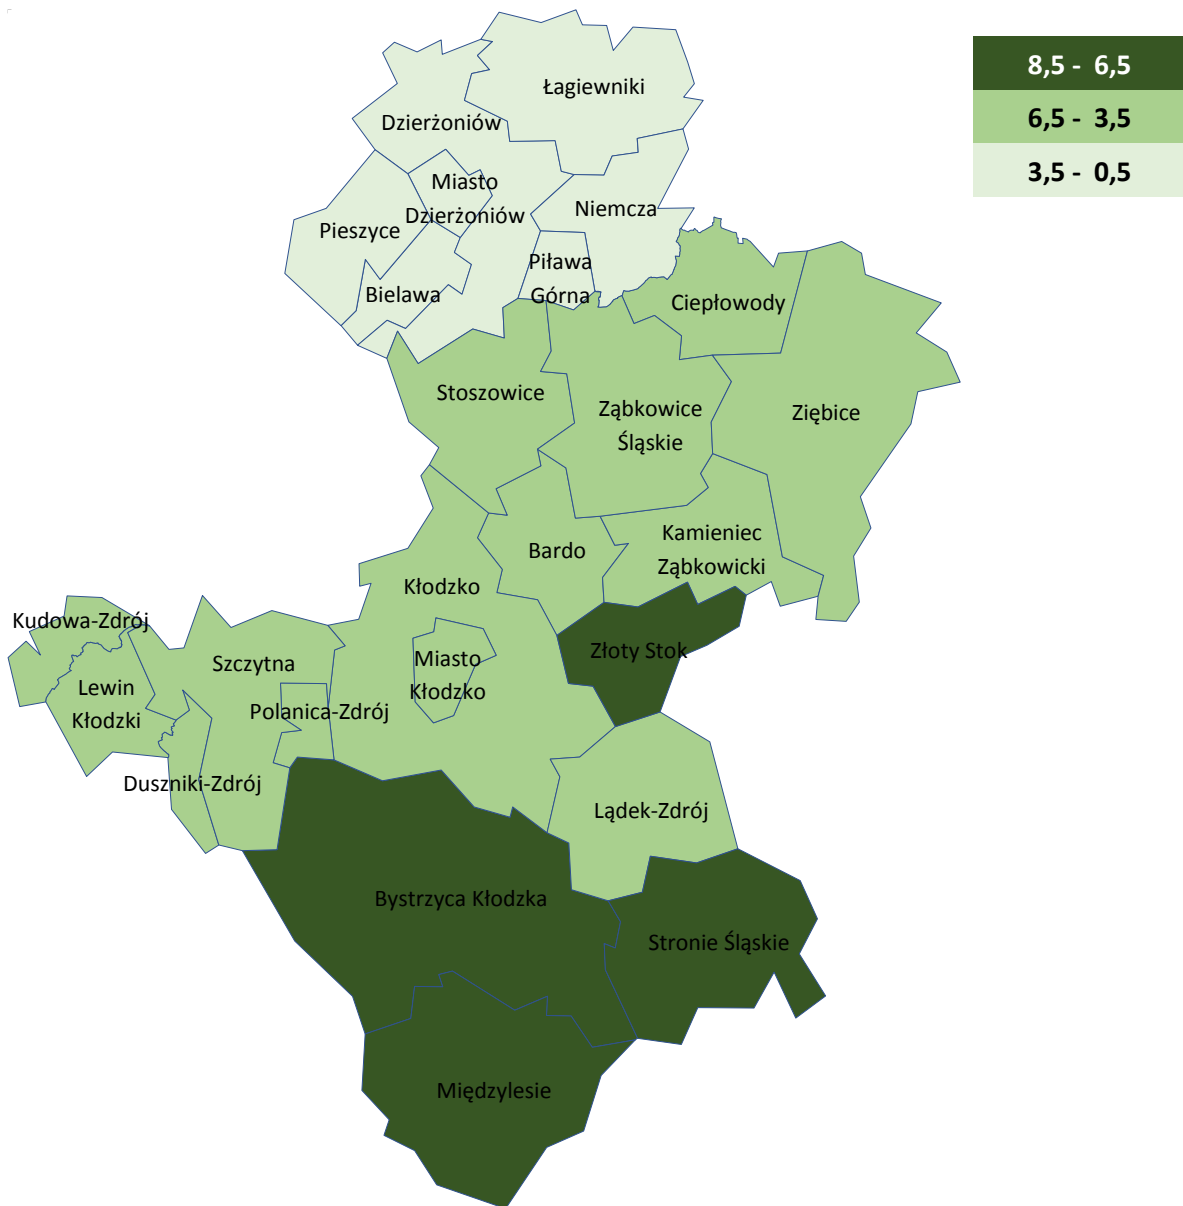 8,5 - 6,5
6,5 - 3,5
3,5 - 0,5
Łagiewniki
Dzierżoniów
Miasto
Dzierżoniów
Niemcza
Pieszyce
Piława
Górna
Bielawa
Ciepłowody
Stoszowice
Ząbkowice
Śląskie
Ziębice
Bardo
Kamieniec
Ząbkowicki
Kłodzko
Kudowa-Zdrój
Złoty Stok
Szczytna
Miasto
Kłodzko
Lewin
Kłodzki
Polanica-Zdrój
Duszniki-Zdrój
Lądek-Zdrój
Bystrzyca Kłodzka
Stronie Śląskie
Międzylesie